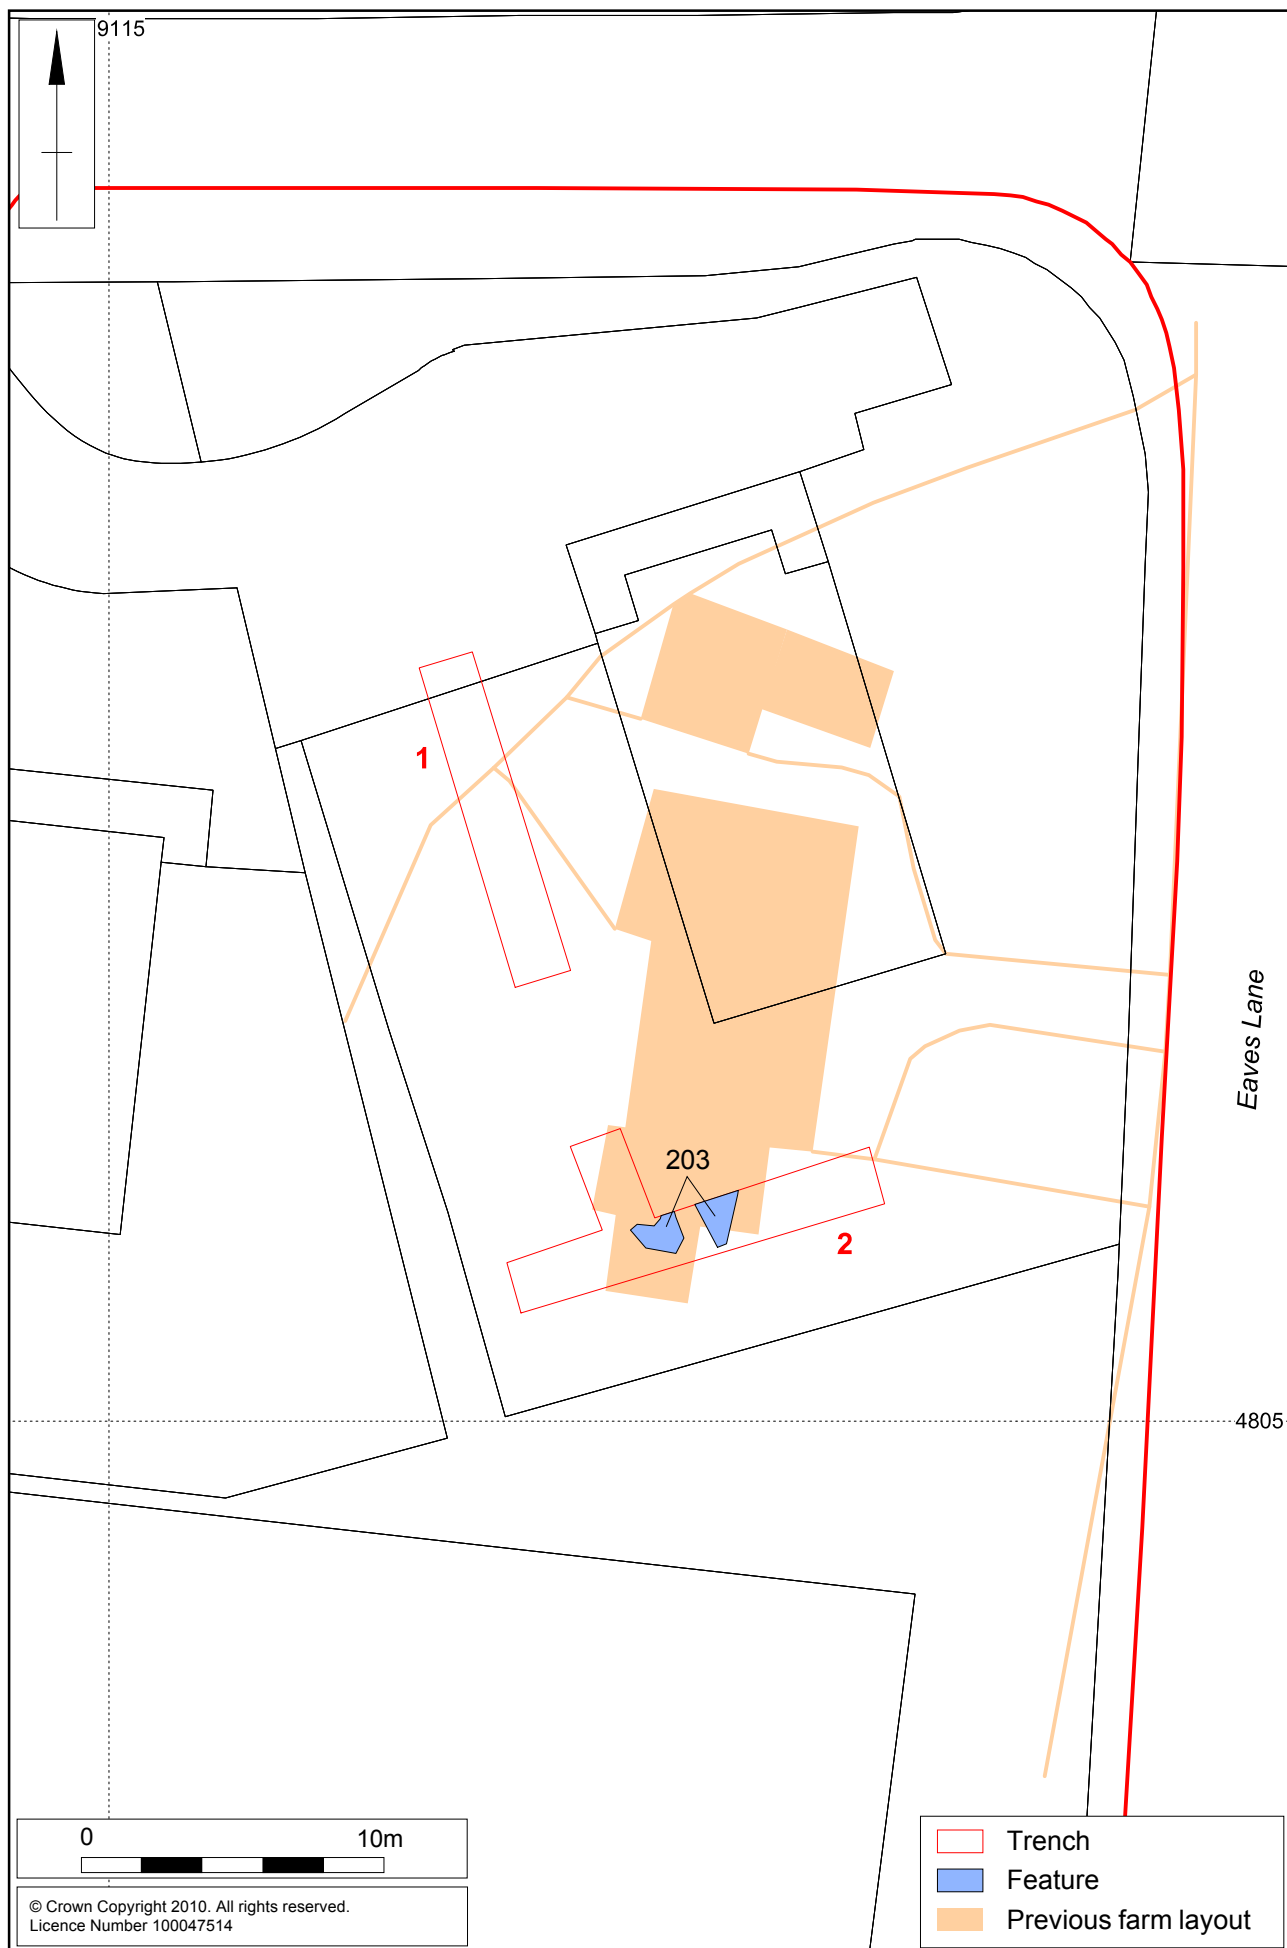 9115
1
Eaves Lane
203
2
4805
0 10m
© Crown Copyright 2010. All rights reserved.
Licence Number 100047514
Trench
Feature
Previous farm layout